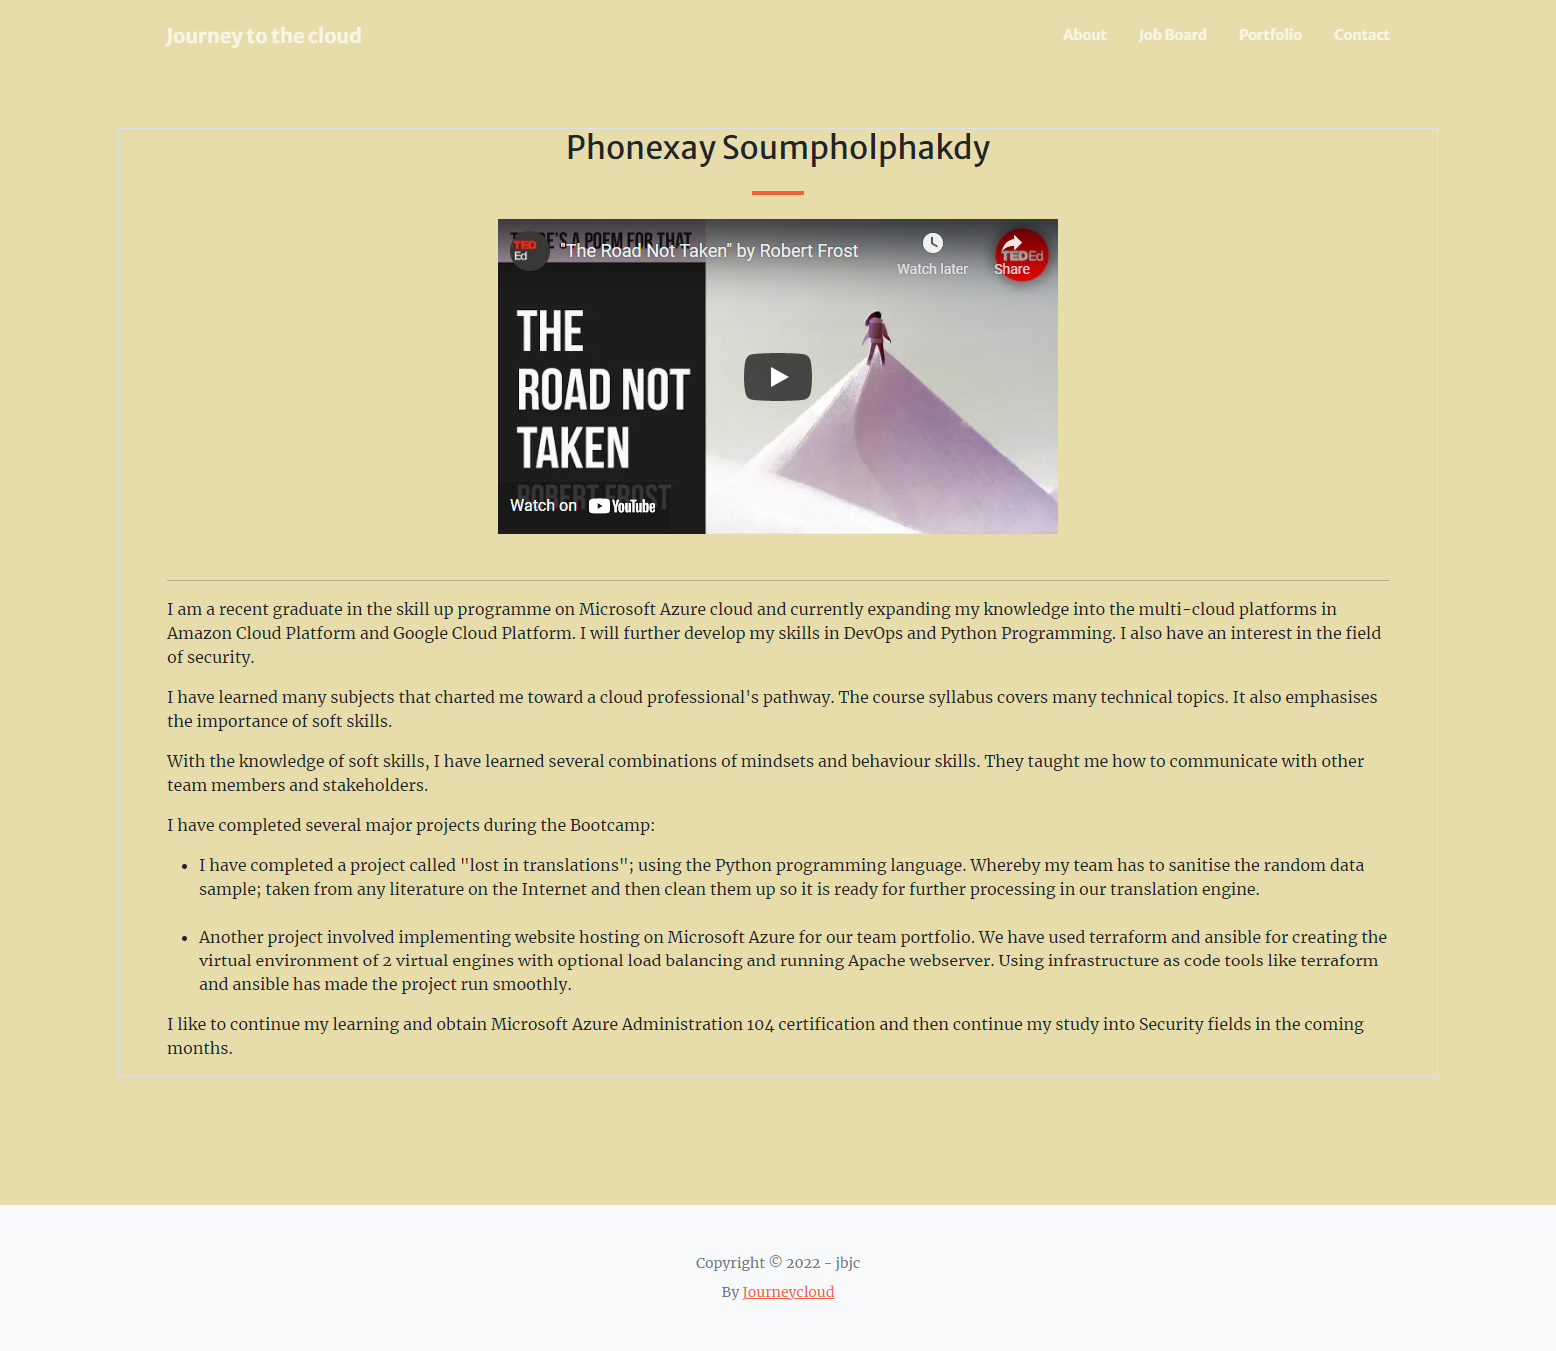 Journey to the cloud
About
Job Board
Portfolio
Contact
Phonexay Soumpholphakdy
THERE'S A POEM FOR THAT
TED Ed
"The Road Not Taken" by Robert Frost
Watch later
Share
TEDEd
THE
ROAD NOT
TAKEN
ROBERT FROST
Watch on YouTube
I am a recent graduate in the skill up programme on Microsoft Azure cloud and currently expanding my knowledge into the multi-cloud platforms in
Amazon Cloud Platform and Google Cloud Platform. I will further develop my skills in DevOps and Python Programming. I also have an interest in the field
of security.
I have learned many subjects that charted me toward a cloud professional's pathway. The course syllabus covers many technical topics. It also emphasises
the importance of soft skills.
With the knowledge of soft skills, I have learned several combinations of mindsets and behaviour skills. They taught me how to communicate with other
team members and stakeholders.
I have completed several major projects during the Bootcamp:
• I have completed a project called "lost in translations"; using the Python programming language. Whereby my team has to sanitise the random data
sample; taken from any literature on the Internet and then clean them up so it is ready for further processing in our translation engine.
• Another project involved implementing website hosting on Microsoft Azure for our team portfolio. We have used terraform and ansible for creating the
virtual environment of 2 virtual engines with optional load balancing and running Apache webserver. Using infrastructure as code tools like terraform
and ansible has made the project run smoothly.
I like to continue my learning and obtain Microsoft Azure Administration 104 certification and then continue my study into Security fields in the coming
months.
Copyright © 2022 - jbjc
By Journeycloud